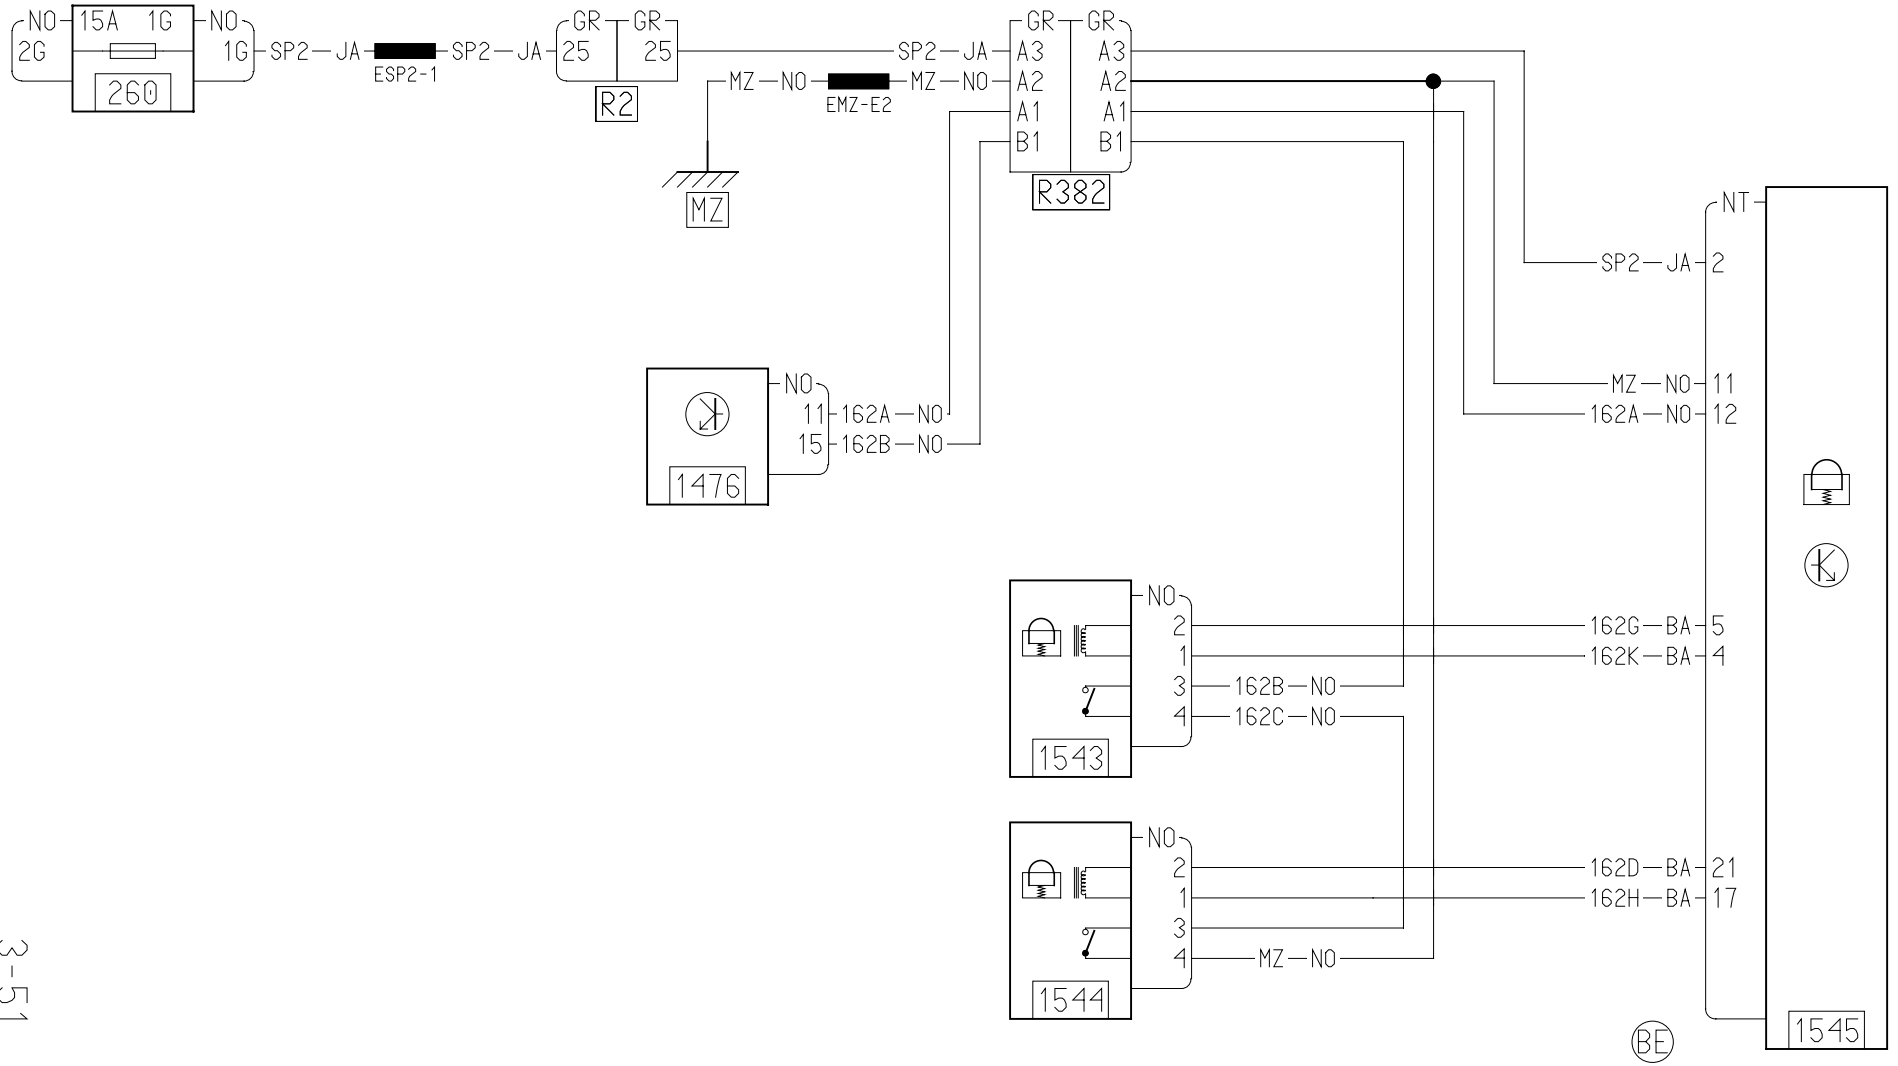 NO 15A 1G NO
2G 1G SP2 JA SP2 JA 25 25 SP2 JA A3 A3
GR GR GR GR
ESP2-1
260
R2
MZ NO MZ NO A2 A2
EMZ-E2
A1 A1
B1 B1
R382
MZ
NT
SP2 JA 2
NO
MZ NO 11
11 162A NO
162A NO 12
15 162B NO
1476
NO
2 162G BA 5
1 162K BA 4
3 162B NO
4 162C NO
1543
NO
2 162D BA 21
1 162H BA 17
3
4 MZ NO
1544
3-51
BE
1545